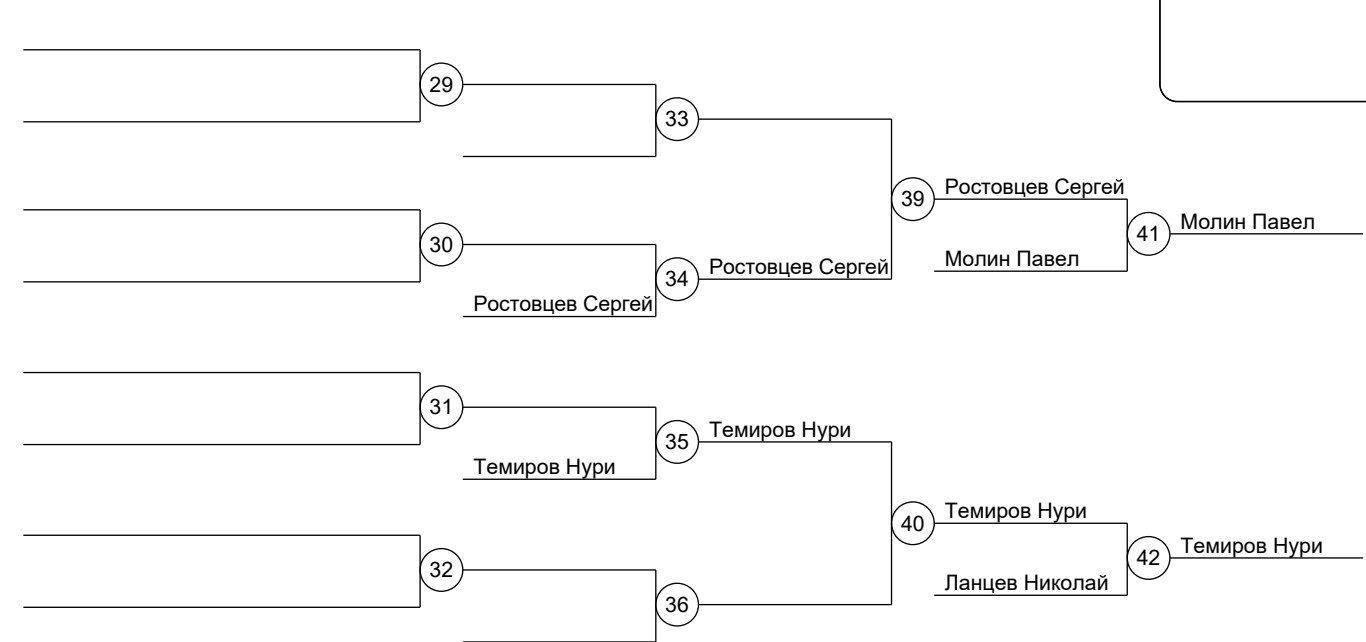 29
33
39
Ростовцев Сергей
41
Молин Павел
Молин Павел
30
34
Ростовцев Сергей
Ростовцев Сергей
31
35
Темиров Нури
Темиров Нури
40
Темиров Нури
42
Темиров Нури
Ланцев Николай
32
36